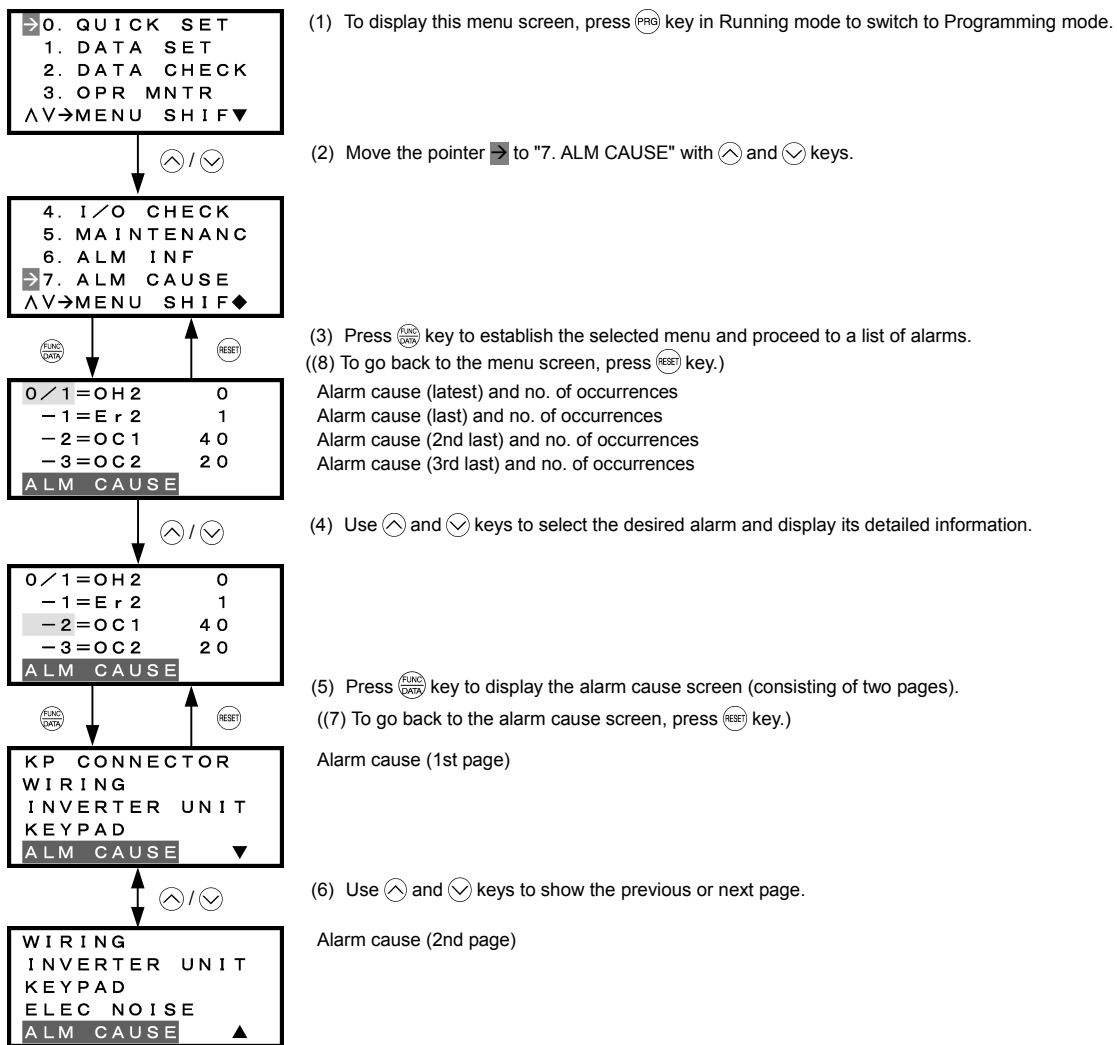 →0. QUICK SET
1. DATA SET
2. DATA CHECK
3. OPR MNTR
∧∨→MENU SHIF▼
(1) To display this menu screen, press PRG key in Running mode to switch to Programming mode.
/
(2) Move the pointer → to "7. ALM CAUSE" with and keys.
4. I/O CHECK
5. MAINTENANC
6. ALM INF
→7. ALM CAUSE
∧∨→MENU SHIF◆
FUNC DATA
RESET
(3) Press FUNC DATA key to establish the selected menu and proceed to a list of alarms.
((8) To go back to the menu screen, press RESET key.)
0/1=OH2 0
−1=Er2 1
−2=OC1 40
−3=OC2 20
ALM CAUSE
Alarm cause (latest) and no. of occurrences
Alarm cause (last) and no. of occurrences
Alarm cause (2nd last) and no. of occurrences
Alarm cause (3rd last) and no. of occurrences
/
(4) Use and keys to select the desired alarm and display its detailed information.
0/1=OH2 0
−1=Er2 1
−2=OC1 40
−3=OC2 20
ALM CAUSE
FUNC DATA
RESET
(5) Press FUNC DATA key to display the alarm cause screen (consisting of two pages).
((7) To go back to the alarm cause screen, press RESET key.)
KP CONNECTOR
WIRING
INVERTER UNIT
KEYPAD
ALM CAUSE ▼
Alarm cause (1st page)
/
(6) Use and keys to show the previous or next page.
WIRING
INVERTER UNIT
KEYPAD
ELEC NOISE
ALM CAUSE ▲
Alarm cause (2nd page)